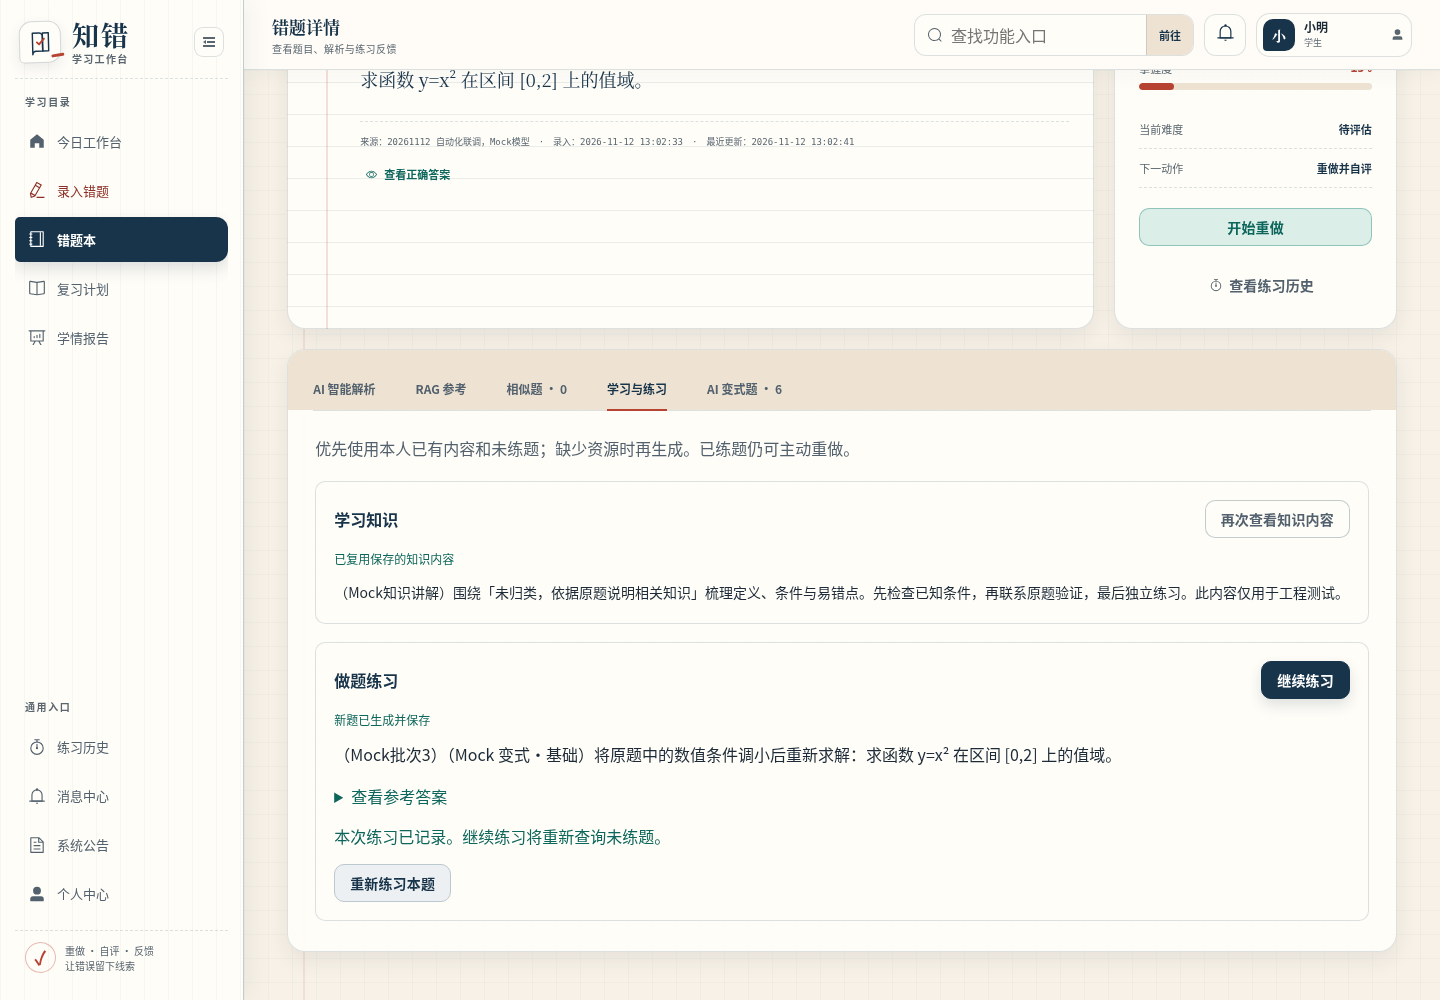 知错
学习工作台
学习目录
今日工作台
录入错题
错题本
复习计划
学情报告
通用入口
练习历史
消息中心
系统公告
个人中心
重做 · 自评 · 反馈
让错误留下线索
错题详情
查看题目、解析与练习反馈
查找功能入口
前往
小
小明
学生
求函数 y=x² 在区间 [0,2] 上的值域。
来源：20261112 自动化联调，Mock模型 · 录入：2026-11-12 13:02:33 · 最近更新：2026-11-12 13:02:41
查看正确答案
掌握度
当前难度 待评估
下一动作 重做并自评
开始重做
查看练习历史
AI 智能解析 RAG 参考 相似题 · 0 学习与练习 AI 变式题 · 6
优先使用本人已有内容和未练题；缺少资源时再生成。已练题仍可主动重做。
学习知识
再次查看知识内容
已复用保存的知识内容
（Mock知识讲解）围绕「未归类，依据原题说明相关知识」梳理定义、条件与易错点。先检查已知条件，再联系原题验证，最后独立练习。此内容仅用于工程测试。
做题练习
继续练习
新题已生成并保存
（Mock批次3）（Mock 变式·基础）将原题中的数值条件调小后重新求解：求函数 y=x² 在区间 [0,2] 上的值域。
查看参考答案
本次练习已记录。继续练习将重新查询未练题。
重新练习本题